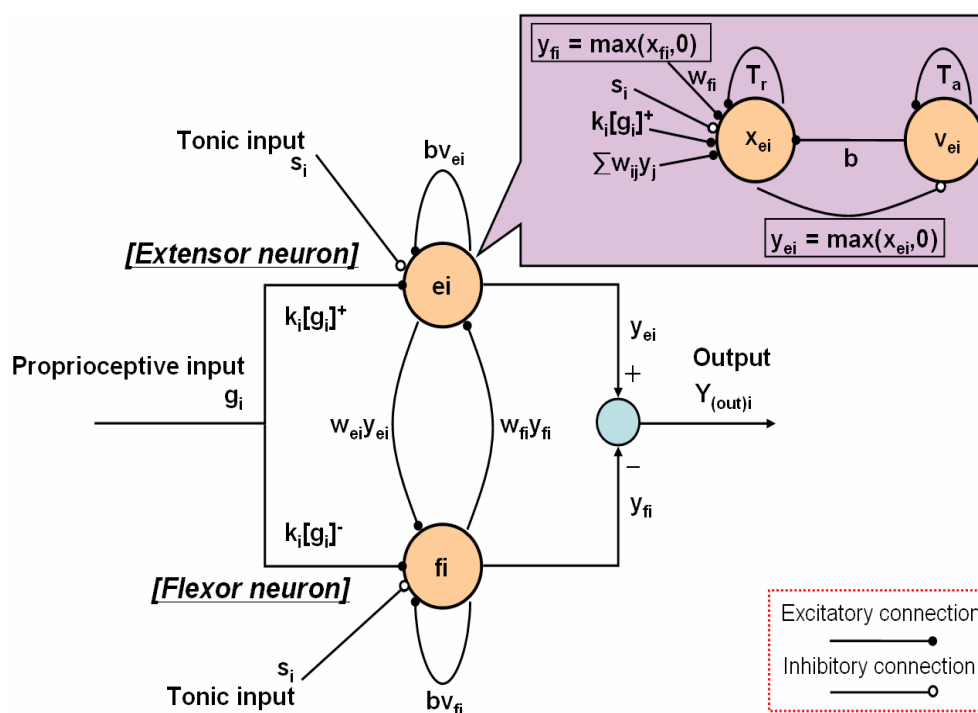 y_fi = max(x_fi,0)
w_fi
s_i
k_i[g_i]^+
∑w_ij y_j
T_r
x_ei
b
T_a
v_ei
y_ei = max(x_ei,0)
Tonic input
s_i
bv_ei
[Extensor neuron]
ei
k_i[g_i]^+
y_ei
Proprioceptive input
g_i
w_ei y_ei
w_fi y_fi
+
Output
Y_(out)i
−
y_fi
k_i[g_i]^-
fi
[Flexor neuron]
s_i
Tonic input
bv_fi
Excitatory connection
Inhibitory connection